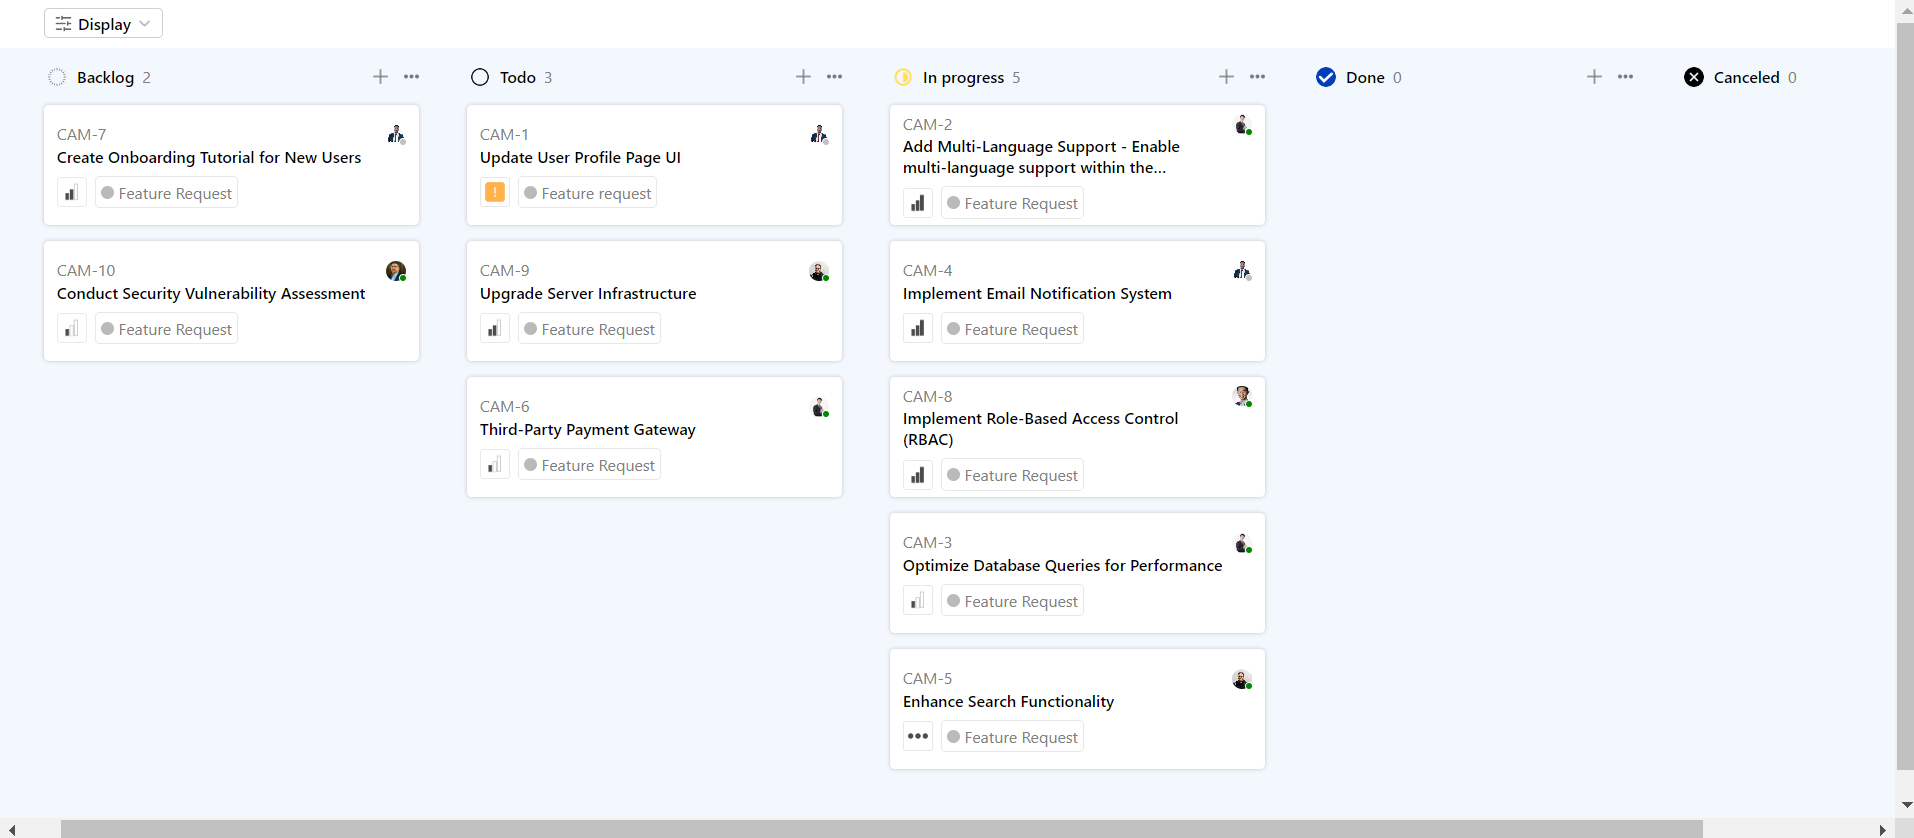 Display
Backlog 2
CAM-7
Create Onboarding Tutorial for New Users
Feature Request
CAM-10
Conduct Security Vulnerability Assessment
Feature Request
Todo 3
CAM-1
Update User Profile Page UI
Feature request
CAM-9
Upgrade Server Infrastructure
Feature Request
CAM-6
Third-Party Payment Gateway
Feature Request
In progress 5
CAM-2
Add Multi-Language Support - Enable
multi-language support within the...
Feature Request
CAM-4
Implement Email Notification System
Feature Request
CAM-8
Implement Role-Based Access Control
(RBAC)
Feature Request
CAM-3
Optimize Database Queries for Performance
Feature Request
CAM-5
Enhance Search Functionality
Feature Request
Done 0
Canceled 0